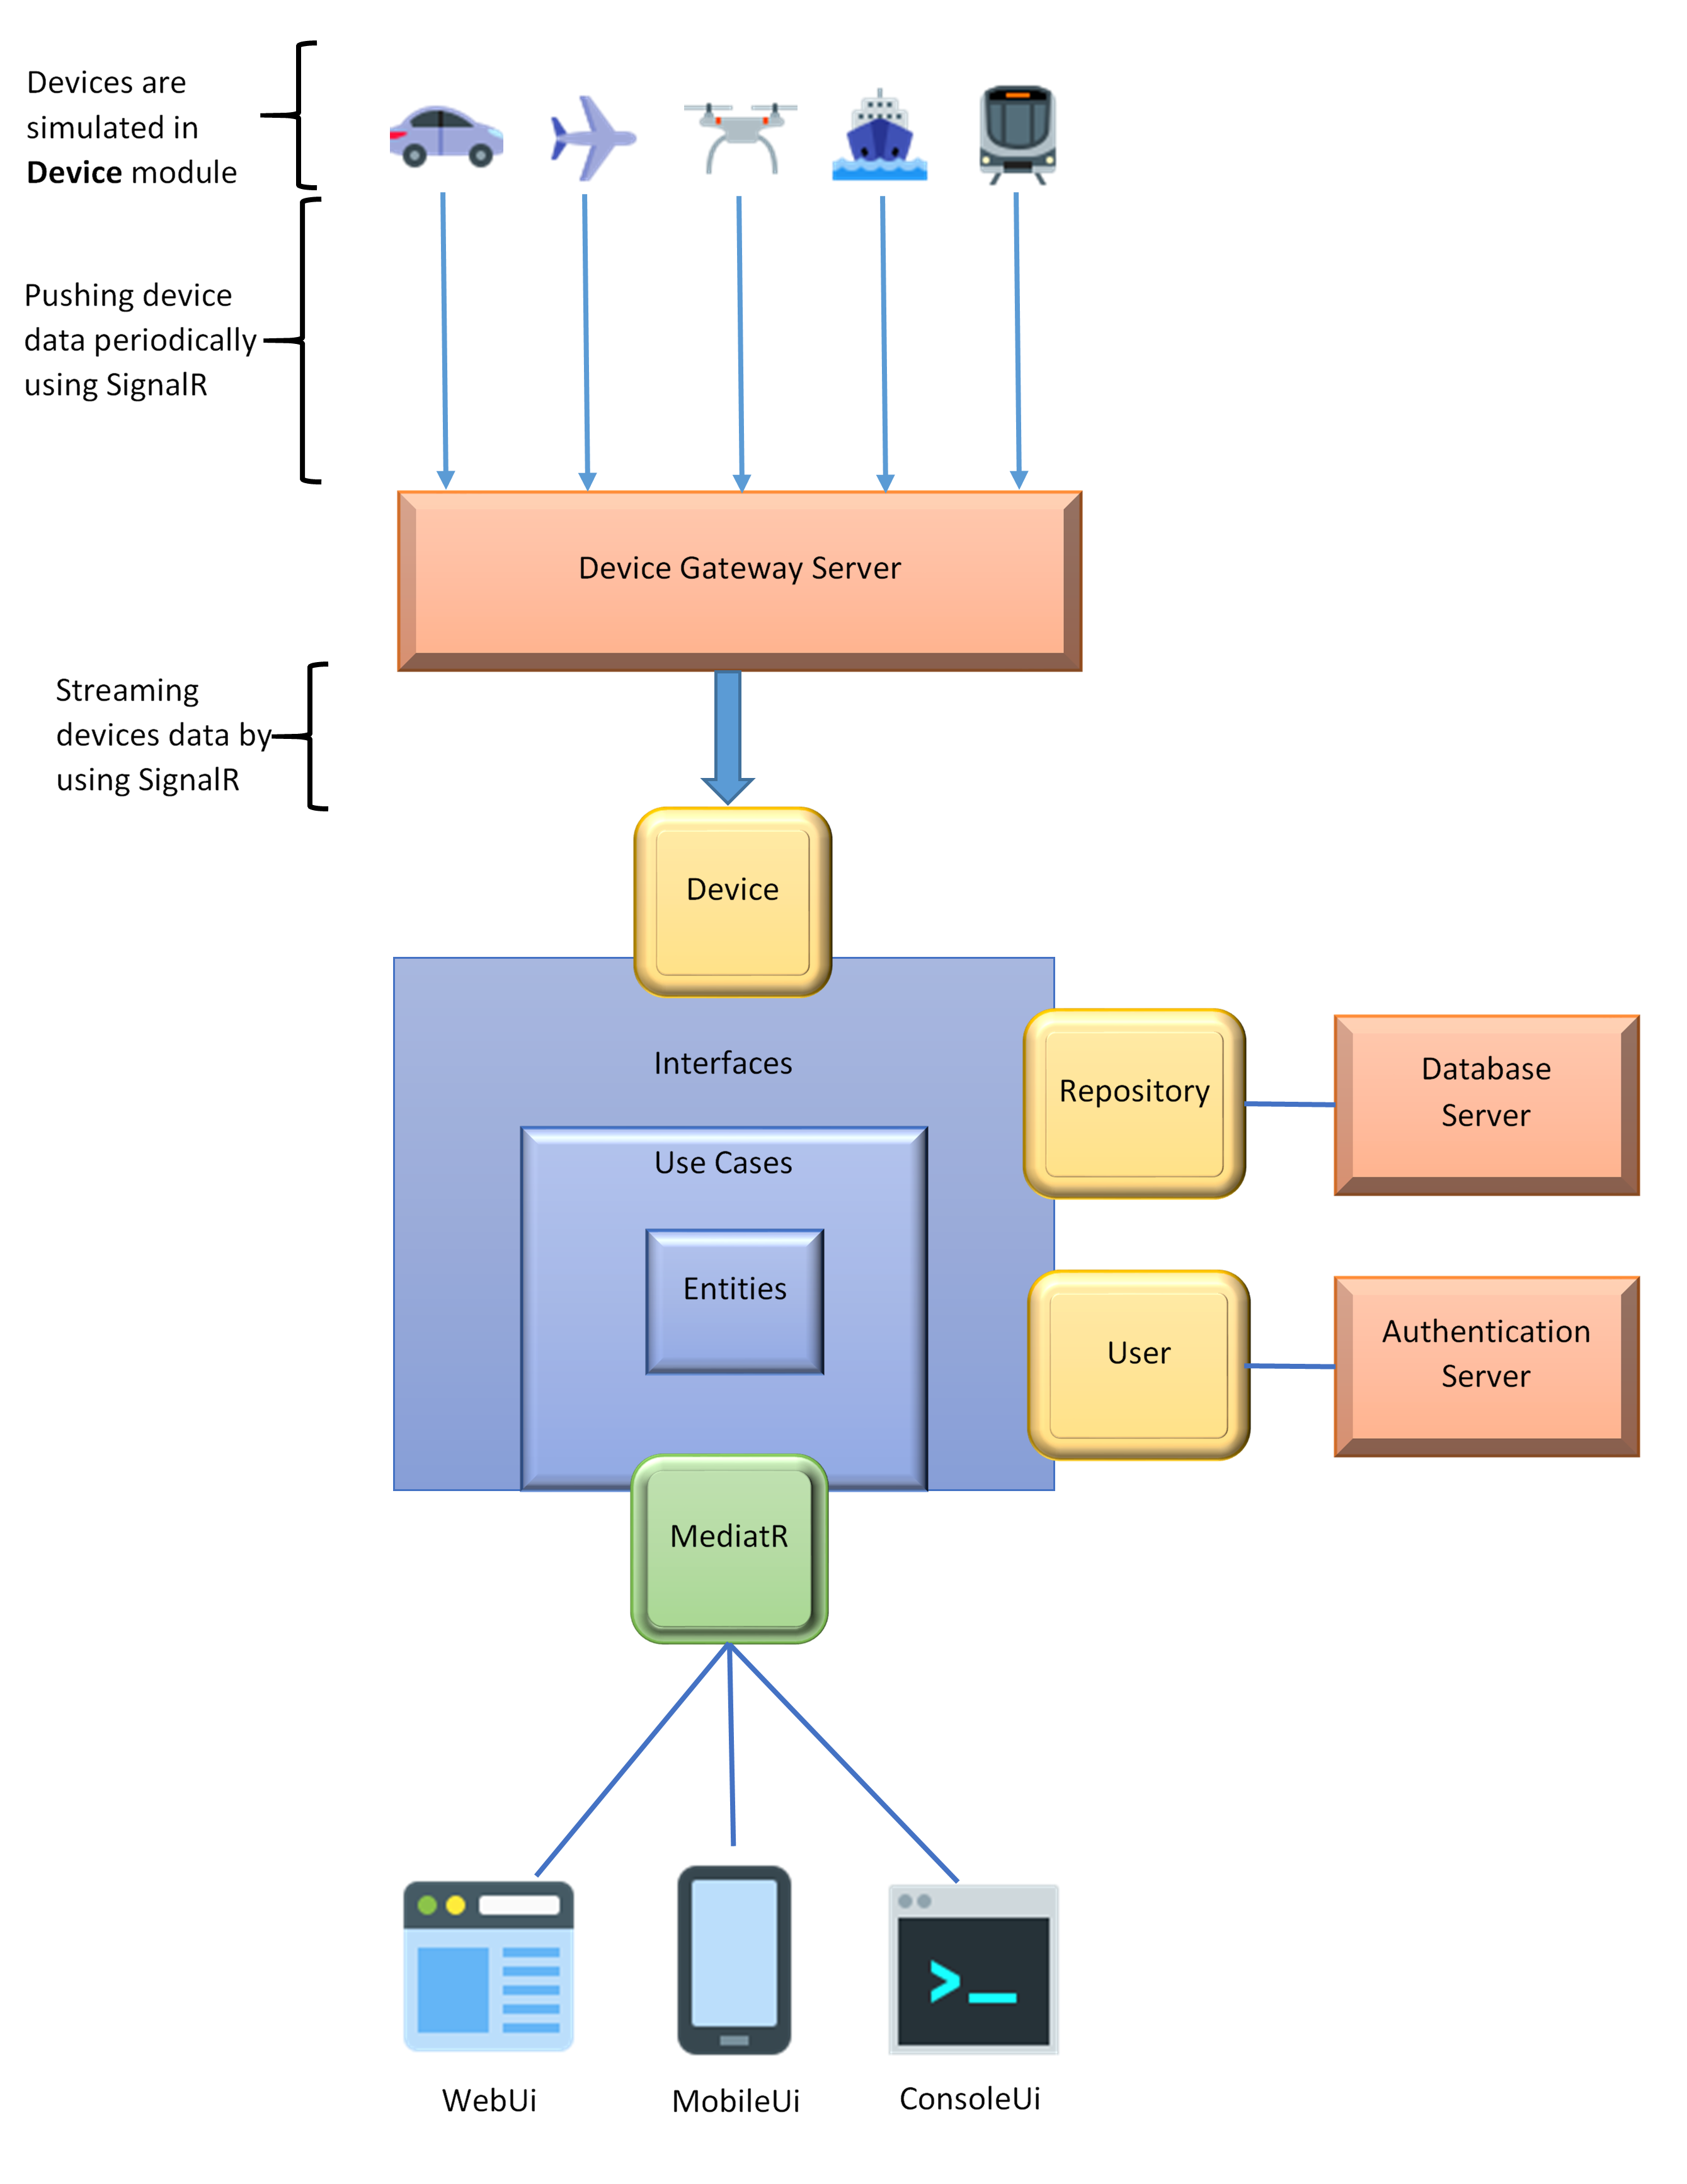 Devices are
simulated in
Device module
Pushing device
data periodically
using SignalR
Device Gateway Server
Streaming
devices data by
using SignalR
Device
Interfaces
Repository
Database
Server
Use Cases
Entities
User
Authentication
Server
MediatR
>_
WebUi
MobileUi
ConsoleUi